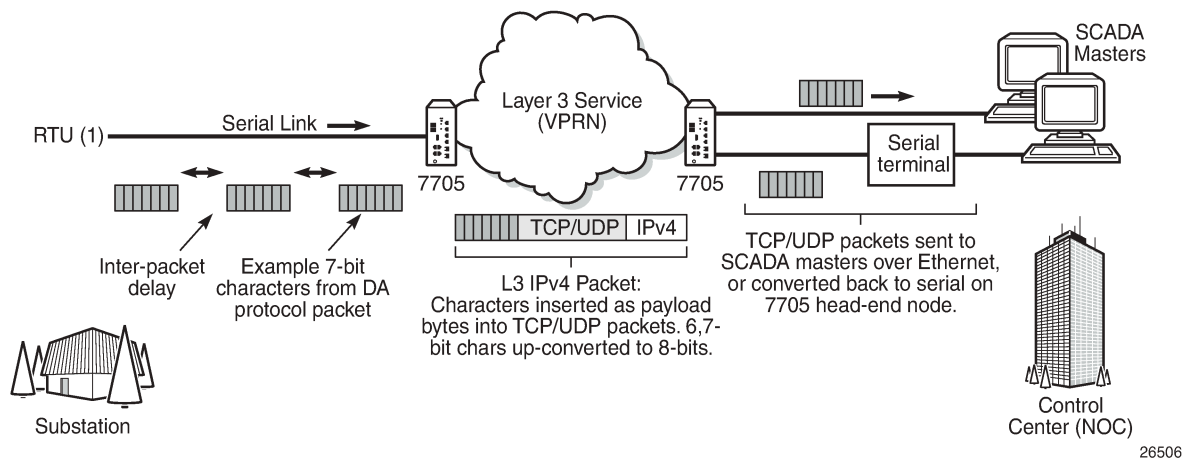 SCADA
Masters
Layer 3 Service
(VPRN)
RTU (1)
Serial Link
Serial
terminal
7705
7705
TCP/UDP
IPv4
Inter-packet
delay
Example 7-bit
characters from DA
protocol packet
L3 IPv4 Packet:
Characters inserted as payload
bytes into TCP/UDP packets. 6,7-
bit chars up-converted to 8-bits.
TCP/UDP packets sent to
SCADA masters over Ethernet,
or converted back to serial on
7705 head-end node.
Substation
Control
Center (NOC)
26506